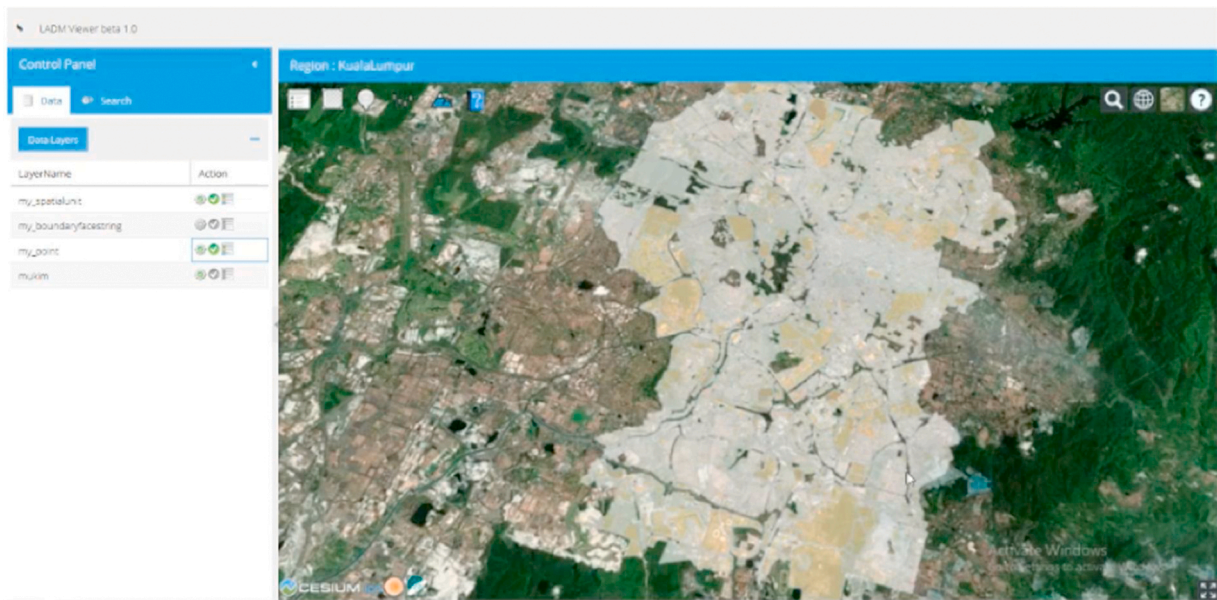 LADM Viewer beta 1.0
Control Panel
Region : KualaLumpur
Data
Search
Data Layers
LayerName Action
my_spatialunit
my_boundaryfacestring
my_point
mukim
Activate Windows
CESIUM